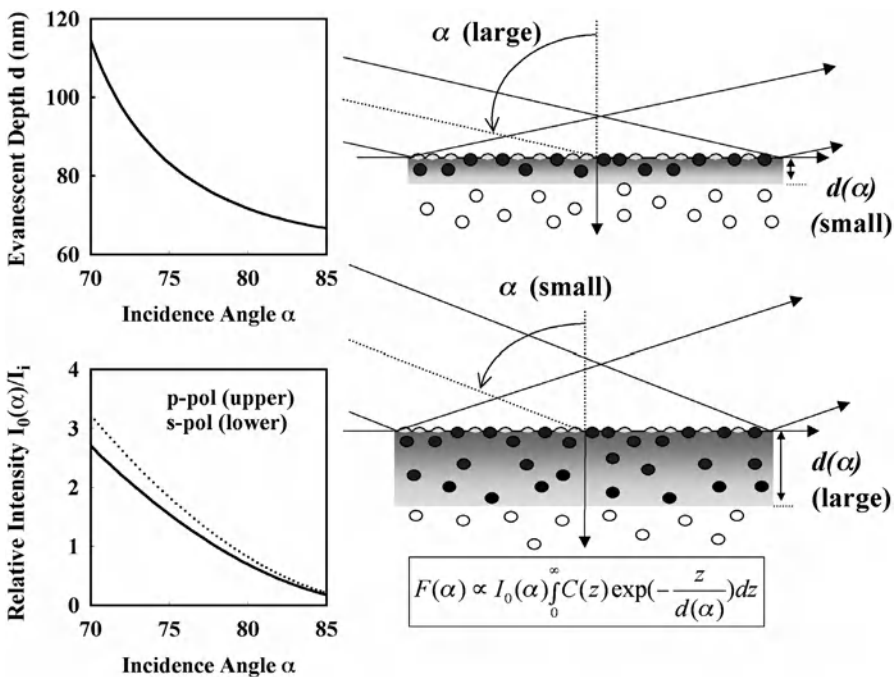 Evanescent Depth d (nm)
120
100
80
60
70 75 80 85
Incidence Angle α
Relative Intensity I₀(α)/Iᵢ
4
3
2
1
0
p-pol (upper)
s-pol (lower)
70 75 80 85
Incidence Angle α
α (large)
d(α)
(small)
α (small)
d(α)
(large)
F(α) ∝ I₀(α)∫₀^∞ C(z) exp(−z/d(α))dz